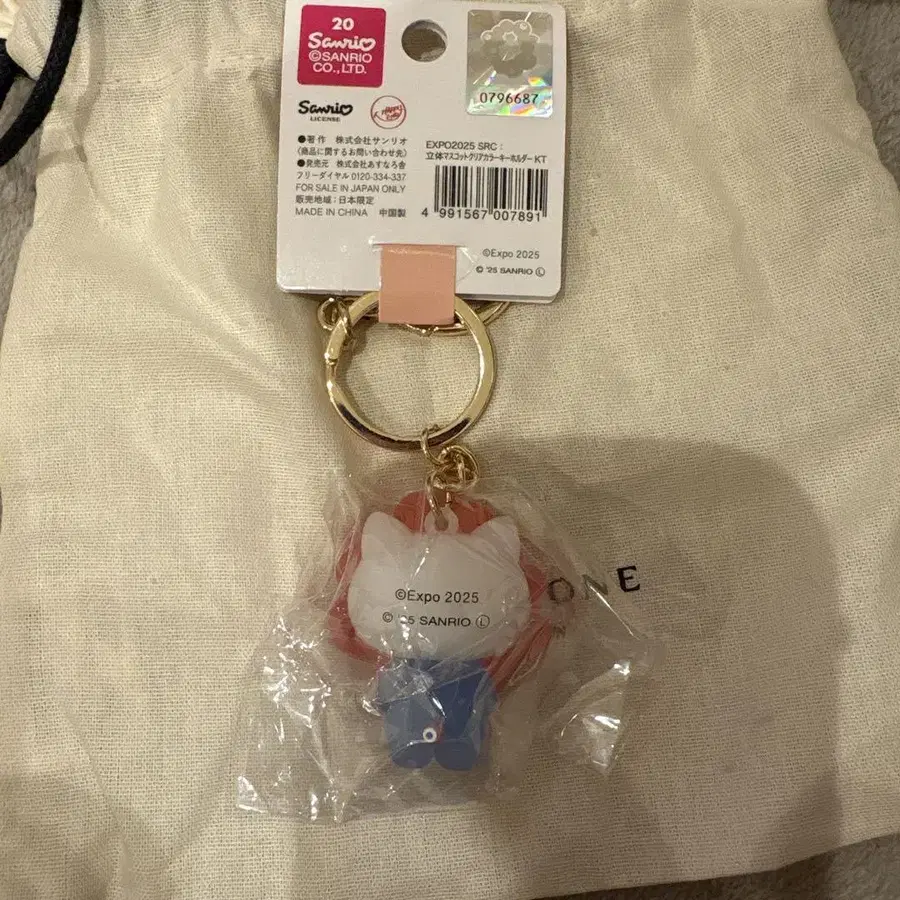 20
Sanrio
©SANRIO
CO., LTD.
0796687
Sanrio
LICENSE
●著作 株式会社サンリオ
(商品に関するお問い合わせ先)
●発売元 株式会社あすなろ舎
フリーダイヤル 0120-334-337
FOR SALE IN JAPAN ONLY
販売地域:日本限定
MADE IN CHINA 中国製
EXPO2025 SRC:
立体マスコットクリアカラーキーホルダー KT
4 991567 007891
©Expo 2025
© '25 SANRIO Ⓛ
©Expo 2025
© '25 SANRIO Ⓛ
ONE
N